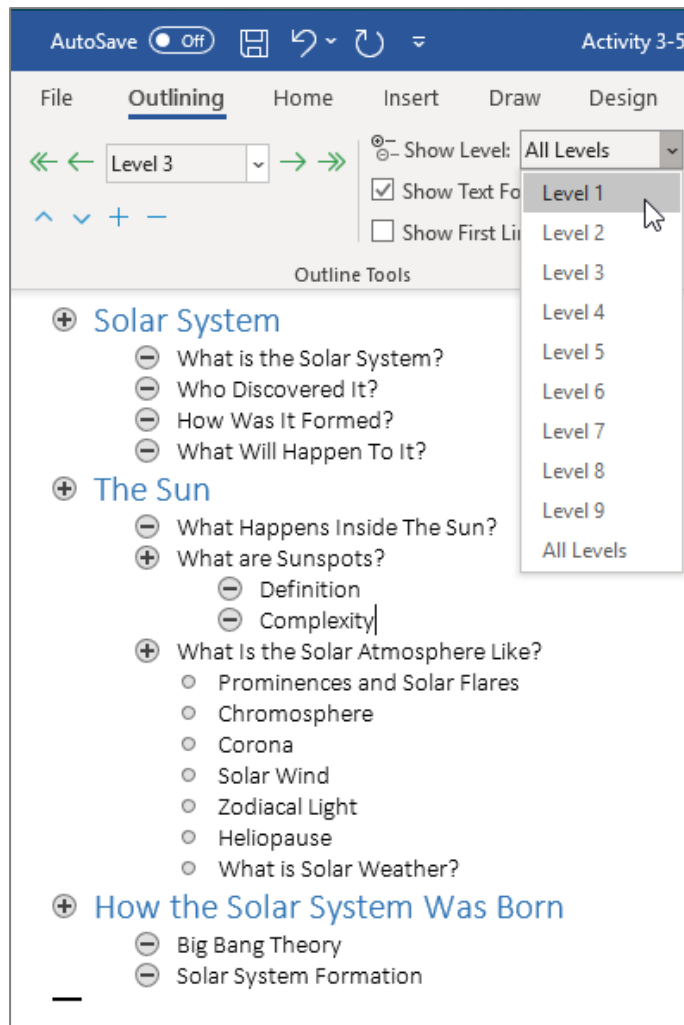 AutoSave Off Activity 3-5
File Outlining Home Insert Draw Design
Level 3 Show Level: All Levels
Show Text Fo
Show First Li
Outline Tools
Level 1
Level 2
Level 3
Level 4
Level 5
Level 6
Level 7
Level 8
Level 9
All Levels
Solar System
What is the Solar System?
Who Discovered It?
How Was It Formed?
What Will Happen To It?
The Sun
What Happens Inside The Sun?
What are Sunspots?
Definition
Complexity
What Is the Solar Atmosphere Like?
Prominences and Solar Flares
Chromosphere
Corona
Solar Wind
Zodiacal Light
Heliopause
What is Solar Weather?
How the Solar System Was Born
Big Bang Theory
Solar System Formation